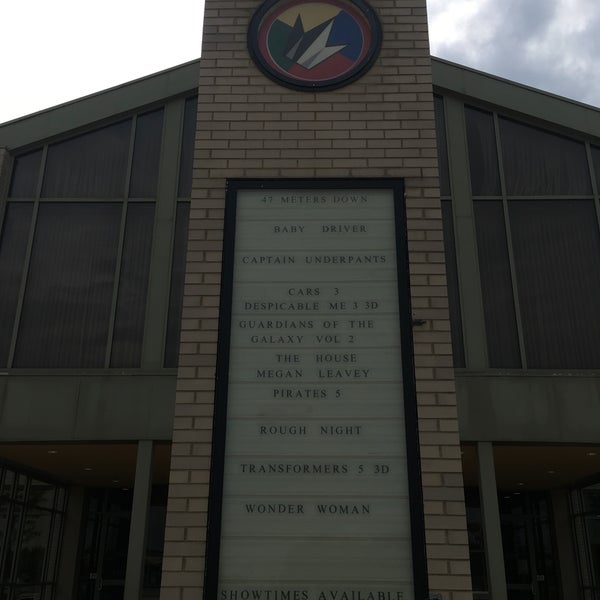 47 METERS DOWN
BABY DRIVER
CAPTAIN UNDERPANTS
CARS 3
DESPICABLE ME 3 3D
GUARDIANS OF THE
GALAXY VOL 2
THE HOUSE
MEGAN LEAVEY
PIRATES 5
ROUGH NIGHT
TRANSFORMERS 5 3D
WONDER WOMAN
SHOWTIMES AVAILABLE